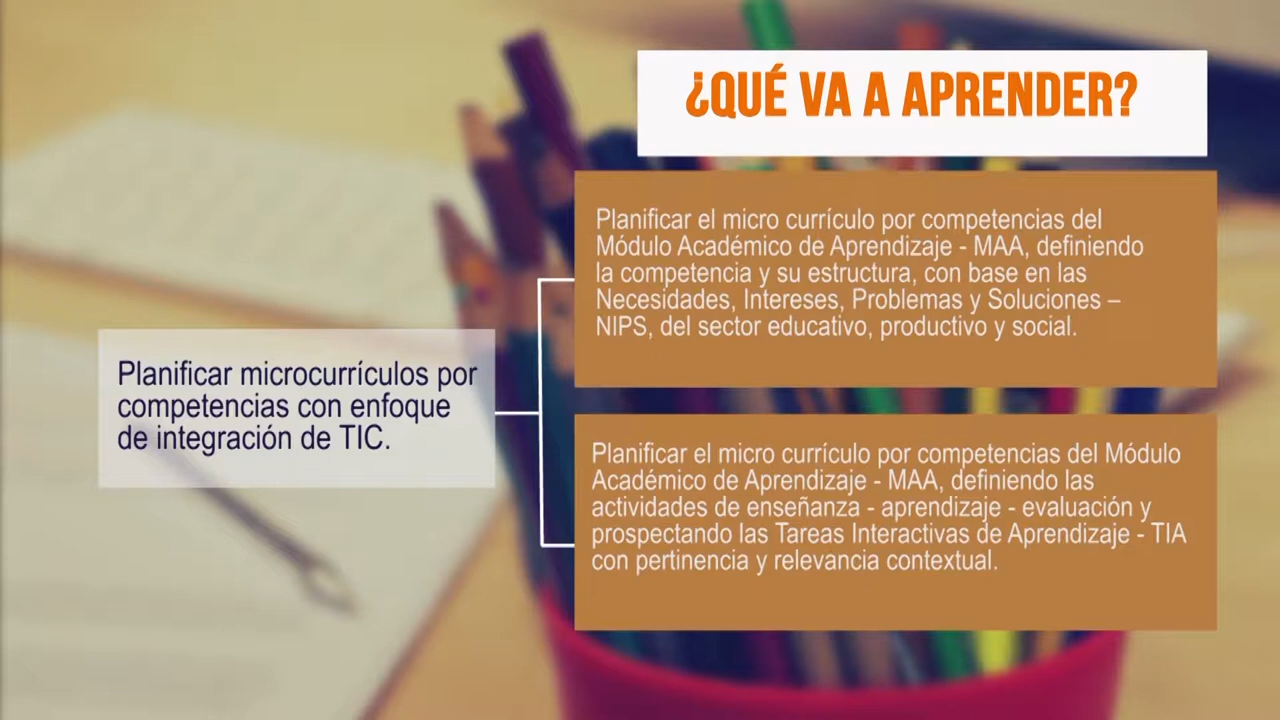 ¿QUÉ VA A APRENDER?
Planificar microcurrículos por
competencias con enfoque
de integración de TIC.
Planificar el micro currículo por competencias del
Módulo Académico de Aprendizaje - MAA, definiendo
la competencia y su estructura, con base en las
Necesidades, Intereses, Problemas y Soluciones –
NIPS, del sector educativo, productivo y social.
Planificar el micro currículo por competencias del Módulo
Académico de Aprendizaje - MAA, definiendo las
actividades de enseñanza - aprendizaje - evaluación y
prospectando las Tareas Interactivas de Aprendizaje - TIA
con pertinencia y relevancia contextual.